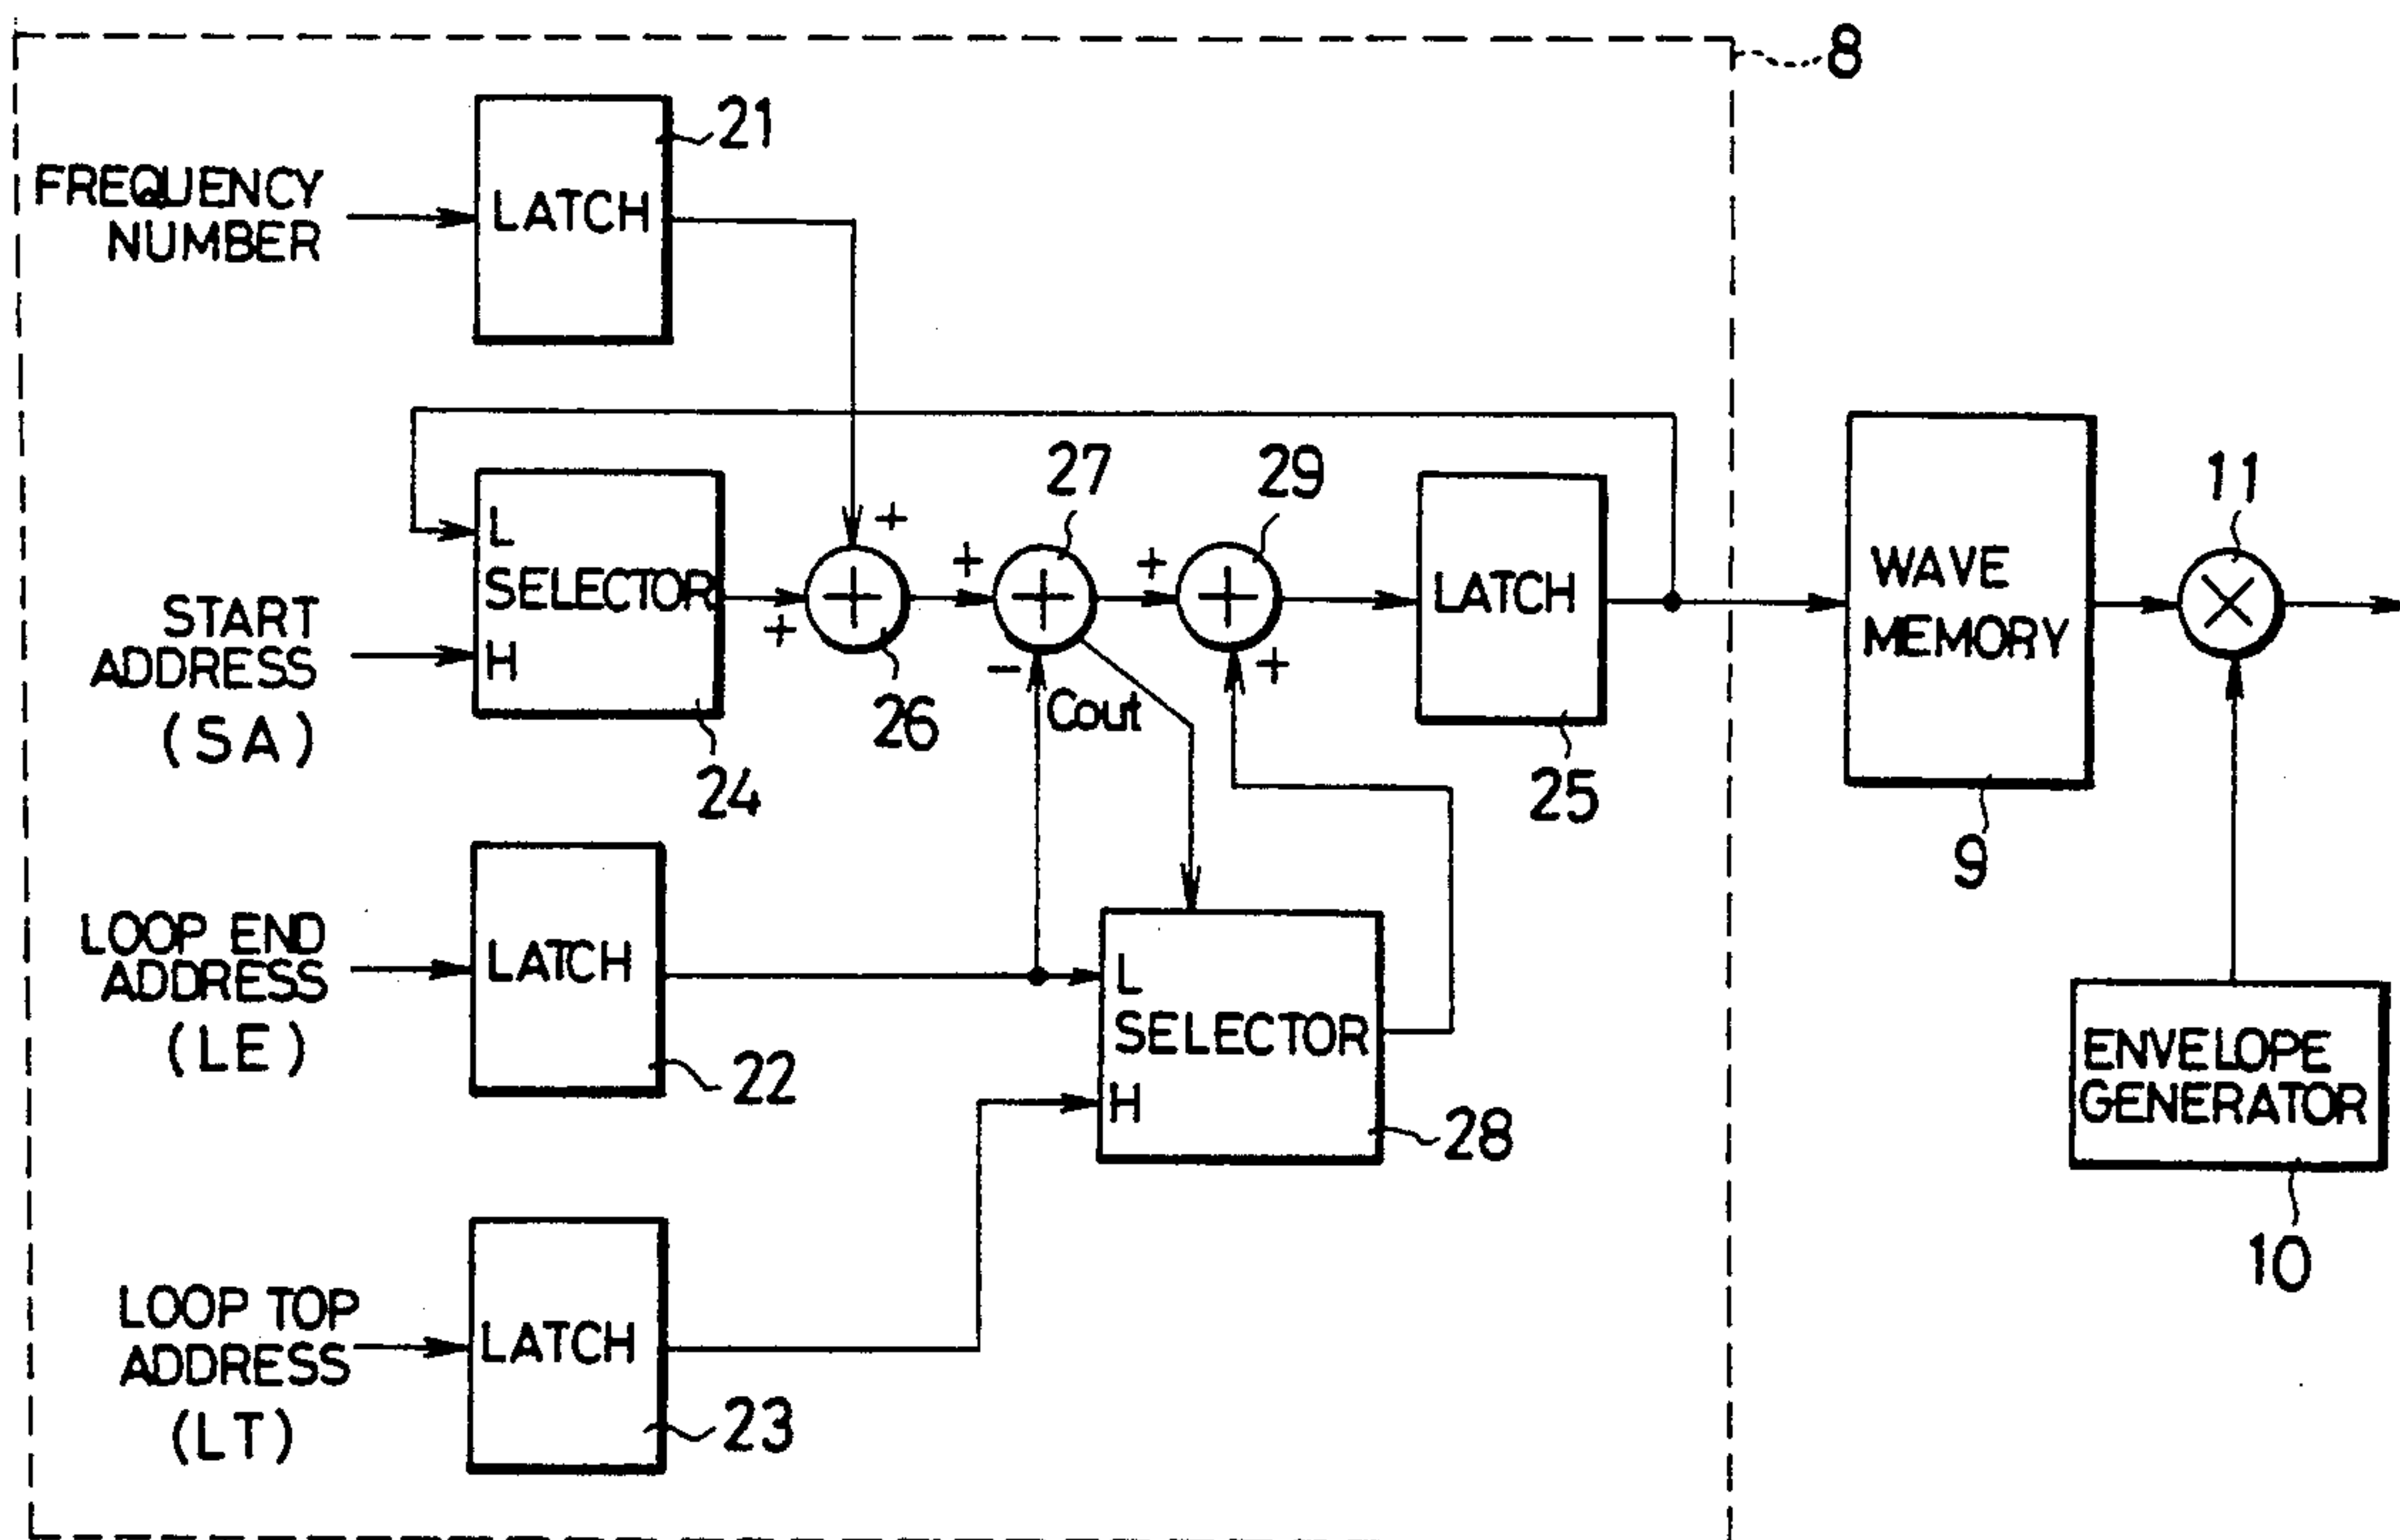 8
21
FREQUENCY
NUMBER
LATCH
+
27
29
11
L
SELECTOR
H
+
+
+
+
+
+
−
+
LATCH
WAVE
MEMORY
×
START
ADDRESS
(SA)
26
Cout
24
25
9
LOOP END
ADDRESS
(LE)
LATCH
22
L
SELECTOR
H
28
ENVELOPE
GENERATOR
10
LOOP TOP
ADDRESS
(LT)
LATCH
23